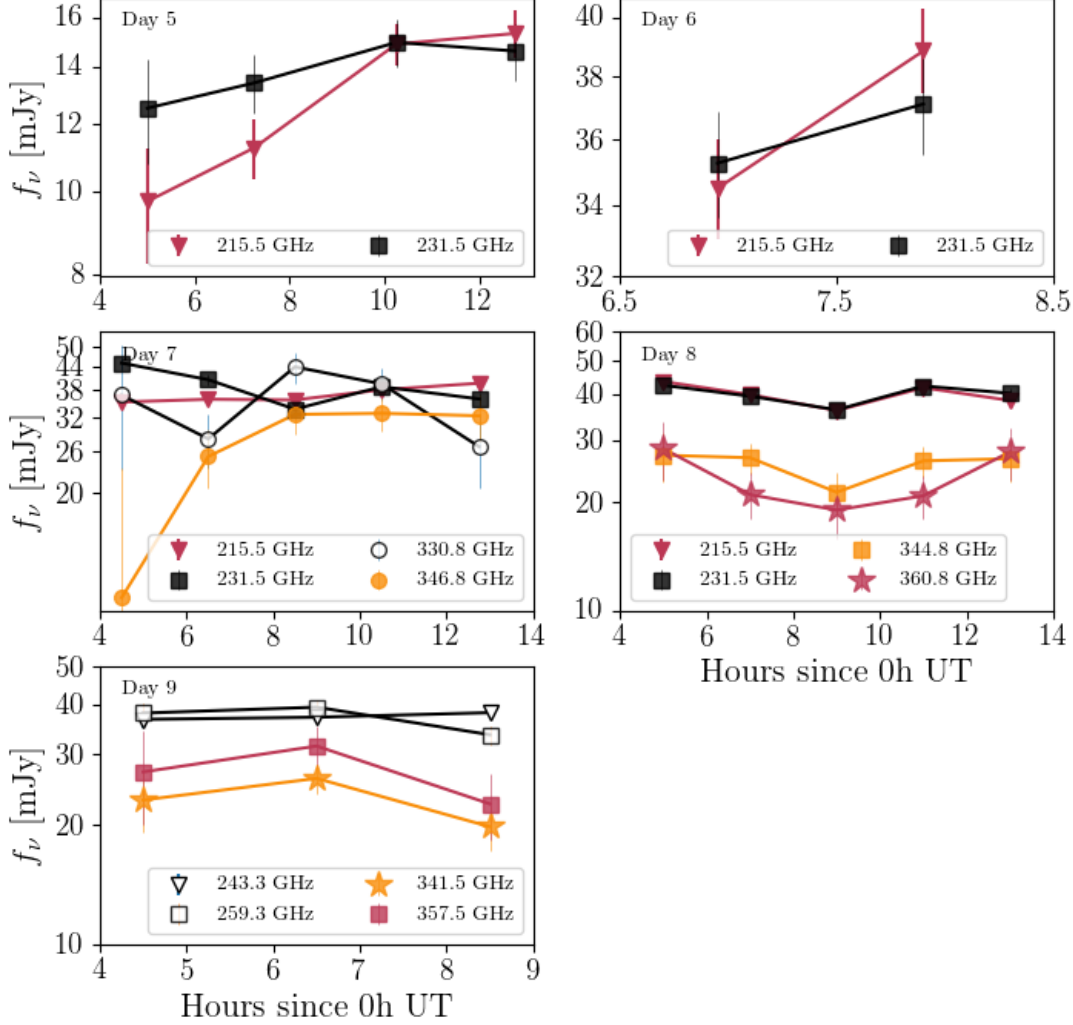 Day 5
16
14
12
10
8
f_ν [mJy]
215.5 GHz 231.5 GHz
4 6 8 10 12
Day 6
40
38
36
34
32
215.5 GHz 231.5 GHz
6.5 7.5 8.5
Day 7
50
44
38
32
26
20
f_ν [mJy]
215.5 GHz 330.8 GHz
231.5 GHz 346.8 GHz
4 6 8 10 12 14
Day 8
60
50
40
30
20
10
215.5 GHz 344.8 GHz
231.5 GHz 360.8 GHz
4 6 8 10 12 14
Hours since 0h UT
Day 9
50
40
30
20
10
f_ν [mJy]
243.3 GHz 341.5 GHz
259.3 GHz 357.5 GHz
4 5 6 7 8 9
Hours since 0h UT